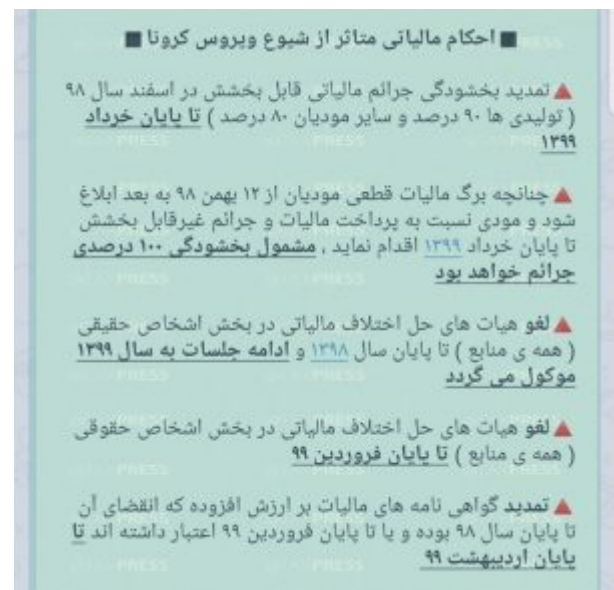 ■ احکام مالیاتی متاثر از شیوع ویروس کرونا ■
🔺تمدید بخشودگی جرائم مالیاتی قابل بخشش در اسفند سال ۹۸
( تولیدی ها ۹۰ درصد و سایر مودیان ۸۰ درصد ) تا پایان خرداد
۱۳۹۹
🔺چنانچه برگ مالیات قطعی مودیان از ۱۲ بهمن ۹۸ به بعد ابلاغ
شود و مودی نسبت به پرداخت مالیات و جرائم غیرقابل بخشش
تا پایان خرداد ۱۳۹۹ اقدام نماید ، مشمول بخشودگی ۱۰۰ درصدی
جرائم خواهد بود
🔺لغو هیات های حل اختلاف مالیاتی در بخش اشخاص حقیقی
( همه ی منابع ) تا پایان سال ۱۳۹۸ و ادامه جلسات به سال ۱۳۹۹
موکول می گردد
🔺لغو هیات های حل اختلاف مالیاتی در بخش اشخاص حقوقی
( همه ی منابع ) تا پایان فروردین ۹۹
🔺تمدید گواهی نامه های مالیات بر ارزش افزوده که انقضای آن
تا پایان سال ۹۸ بوده و یا تا پایان فروردین ۹۹ اعتبار داشته اند تا
پایان اردیبهشت ۹۹